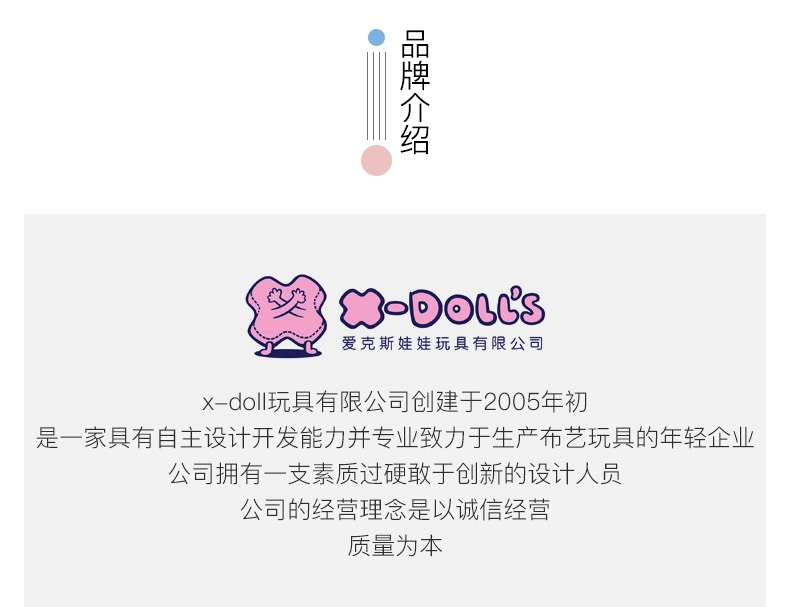 品牌介绍
X-DOLL'S
爱克斯娃娃玩具有限公司
x-doll玩具有限公司创建于2005年初
是一家具有自主设计开发能力并专业致力于生产布艺玩具的年轻企业
公司拥有一支素质过硬敢于创新的设计人员
公司的经营理念是以诚信经营
质量为本